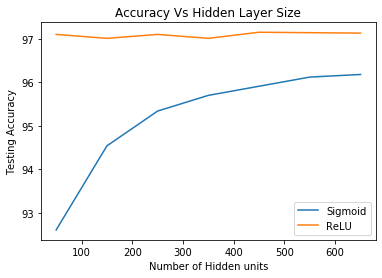 Accuracy Vs Hidden Layer Size
Testing Accuracy
97
96
95
94
93
100 200 300 400 500 600
Number of Hidden units
Sigmoid
ReLU